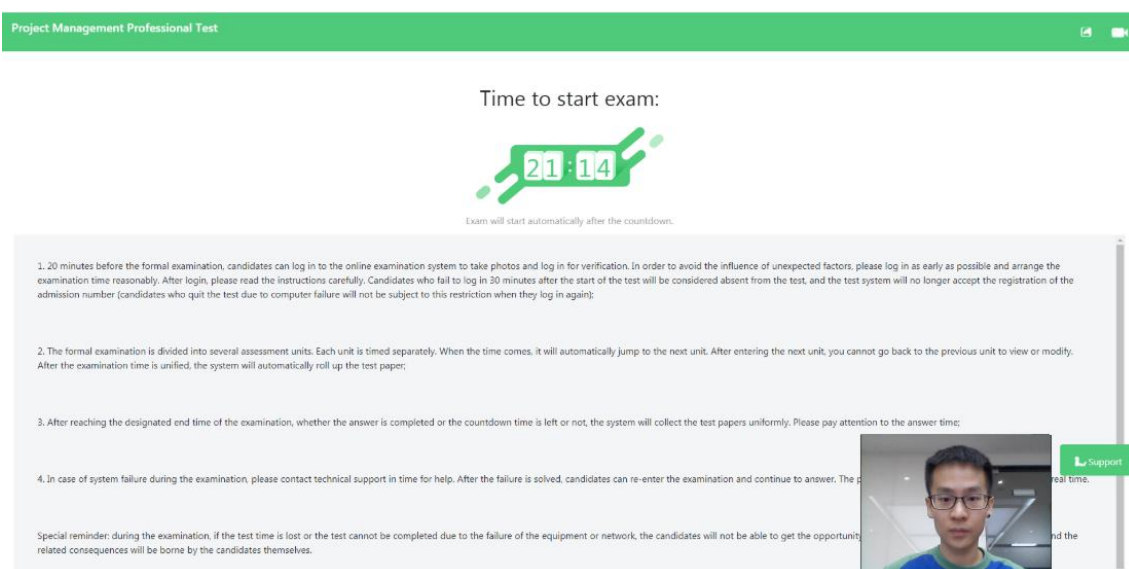 Project Management Professional Test
Time to start exam:
21:14
Exam will start automatically after the countdown.
1. 20 minutes before the formal examination, candidates can log in to the online examination system to take photos and log in for verification. In order to avoid the influence of unexpected factors, please log in as early as possible and arrange the
examination time reasonably. After login, please read the instructions carefully. Candidates who fail to log in 30 minutes after the start of the test will be considered absent from the test, and the test system will no longer accept the registration of the
admission number (candidates who quit the test due to computer failure will not be subject to this restriction when they log in again);
2. The formal examination is divided into several assessment units. Each unit is timed separately. When the time comes, it will automatically jump to the next unit. After entering the next unit, you cannot go back to the previous unit to view or modify.
After the examination time is unified, the system will automatically roll up the test paper;
3. After reaching the designated end time of the examination, whether the answer is completed or the countdown time is left or not, the system will collect the test papers uniformly. Please pay attention to the answer time;
Support
4. In case of system failure during the examination, please contact technical support in time for help. After the failure is solved, candidates can re-enter the examination and continue to answer. The real time.
Special reminder: during the examination, if the test time is lost or the test cannot be completed due to the failure of the equipment or network, the candidates will not be able to get the and the
related consequences will be borne by the candidates themselves.